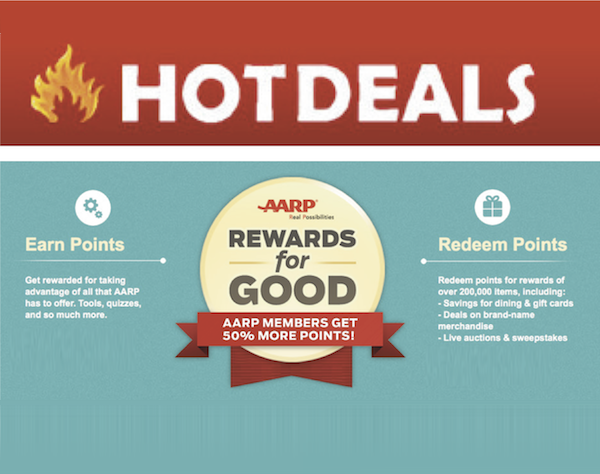 HOT DEALS
Earn Points
Get rewarded for taking
advantage of all that AARP
has to offer. Tools, quizzes,
and so much more.
AARP®
Real Possibilities
REWARDS
for
GOOD
AARP MEMBERS GET
50% MORE POINTS!
Redeem Points
Redeem points for rewards of
over 200,000 items, including:
- Savings for dining & gift cards
- Deals on brand-name
merchandise
- Live auctions & sweepstakes